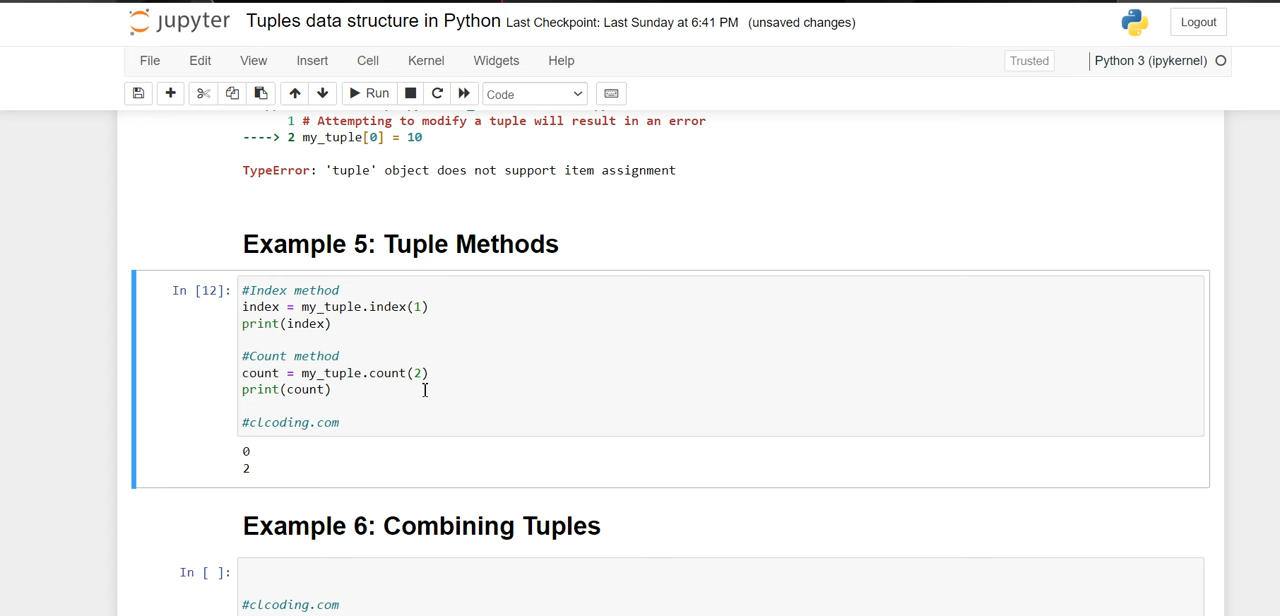 jupyter Tuples data structure in Python Last Checkpoint: Last Sunday at 6:41 PM (unsaved changes) Logout
File Edit View Insert Cell Kernel Widgets Help Trusted Python 3 (ipykernel)
Run Code
1 # Attempting to modify a tuple will result in an error
----> 2 my_tuple[0] = 10
TypeError: 'tuple' object does not support item assignment
Example 5: Tuple Methods
In [12]: #Index method
index = my_tuple.index(1)
print(index)
#Count method
count = my_tuple.count(2)
print(count)
#clcoding.com
0
2
Example 6: Combining Tuples
In [ ]:
#clcoding.com